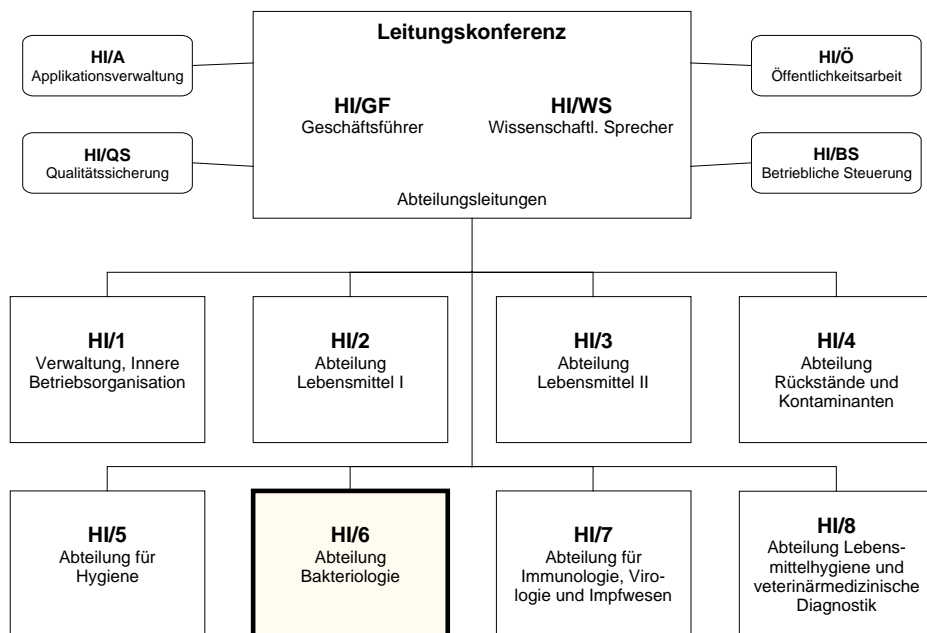 Leitungskonferenz
HI/A
Applikationsverwaltung
HI/Ö
Öffentlichkeitsarbeit
HI/GF
Geschäftsführer
HI/WS
Wissenschaftl. Sprecher
HI/QS
Qualitätssicherung
HI/BS
Betriebliche Steuerung
Abteilungsleitungen
HI/1
Verwaltung, Innere
Betriebsorganisation
HI/2
Abteilung
Lebensmittel I
HI/3
Abteilung
Lebensmittel II
HI/4
Abteilung
Rückstände und
Kontaminanten
HI/5
Abteilung für
Hygiene
HI/6
Abteilung
Bakteriologie
HI/7
Abteilung für
Immunologie, Viro-
logie und Impfwesen
HI/8
Abteilung Lebens-
mittelhygiene und
veterinärmedizinische
Diagnostik